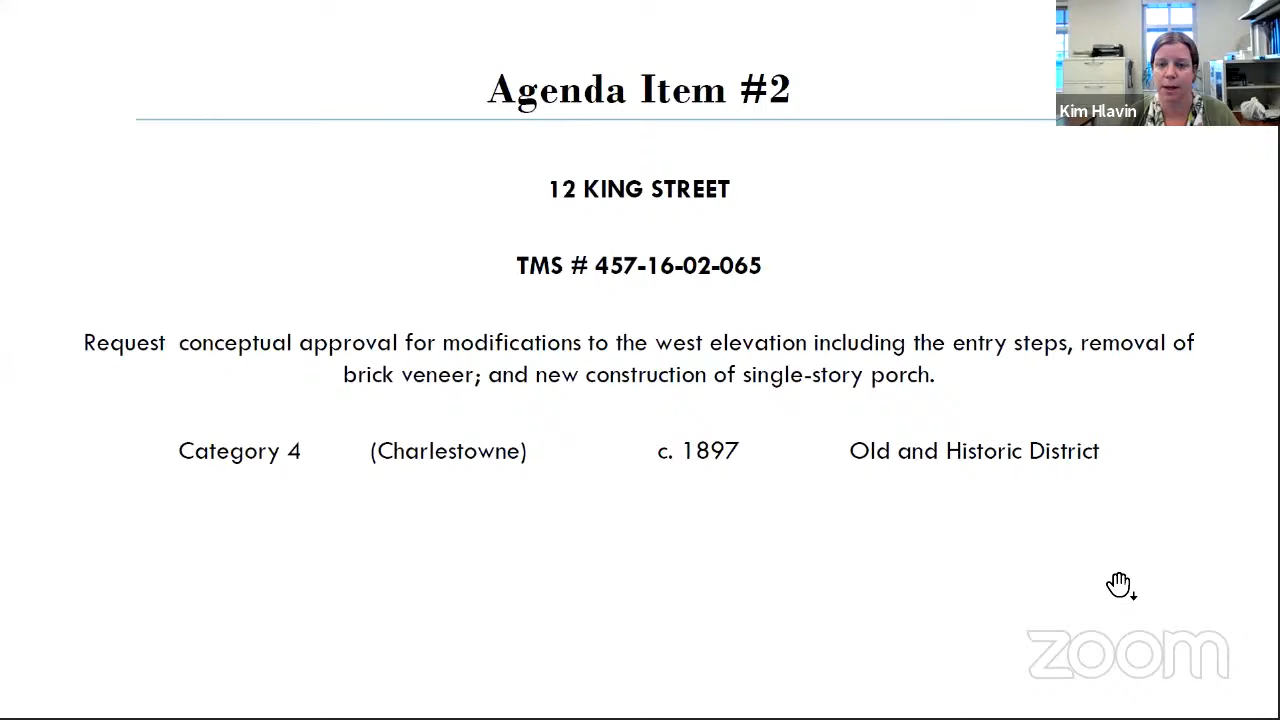 Agenda Item #2
Kim Hlavin
12 KING STREET
TMS # 457-16-02-065
Request conceptual approval for modifications to the west elevation including the entry steps, removal of
brick veneer; and new construction of single-story porch.
Category 4 (Charlestowne) c. 1897 Old and Historic District
zoom